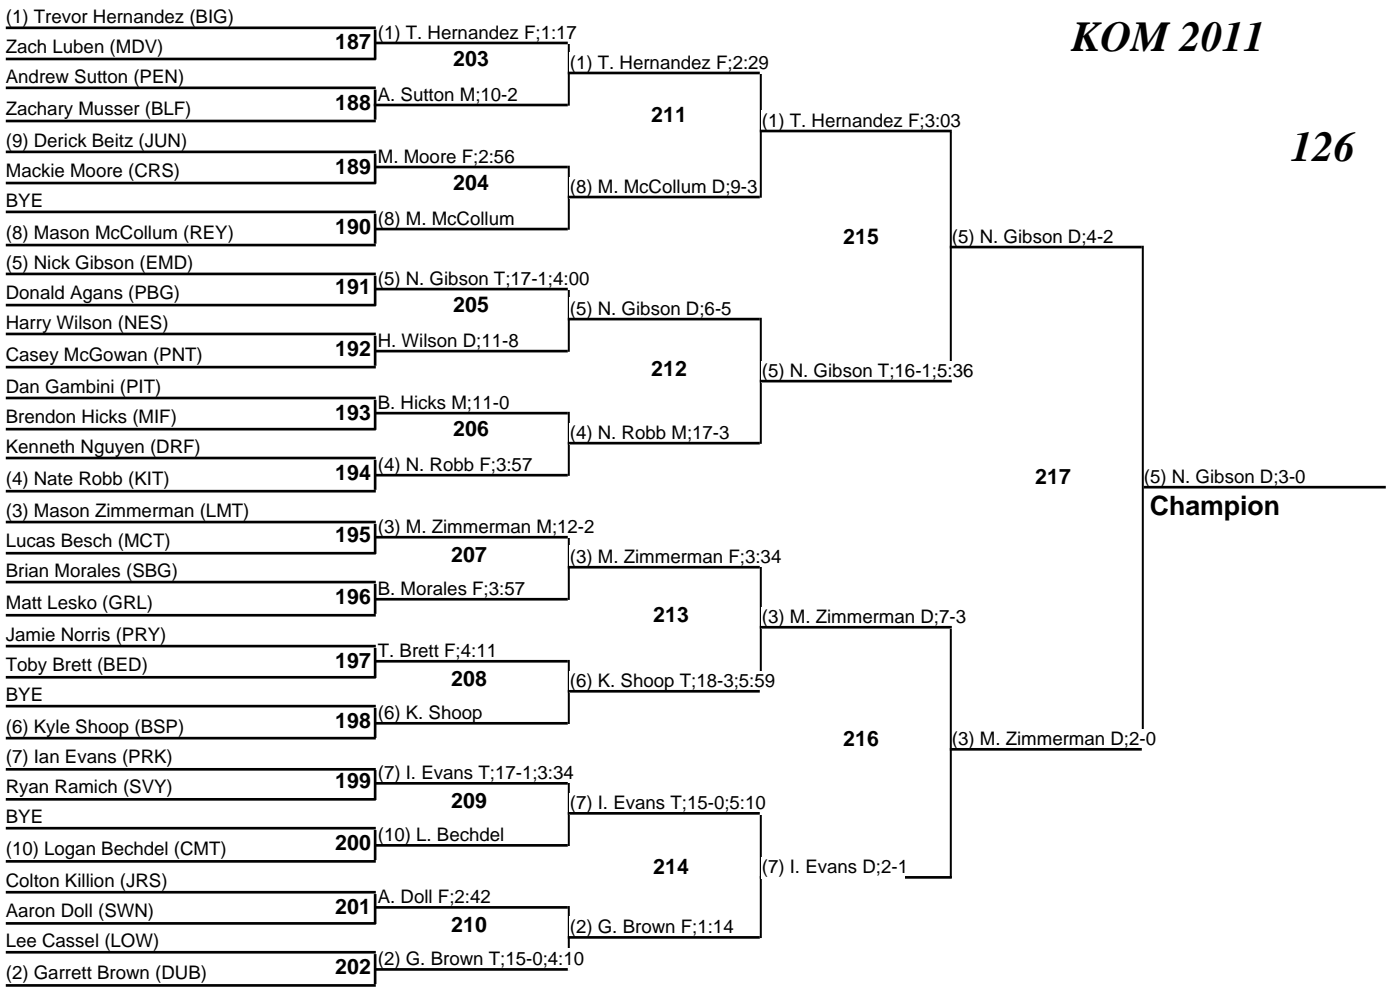 (1) Trevor Hernandez (BIG)
Zach Luben (MDV)
Andrew Sutton (PEN)
Zachary Musser (BLF)
(9) Derick Beitz (JUN)
Mackie Moore (CRS)
BYE
(8) Mason McCollum (REY)
(5) Nick Gibson (EMD)
Donald Agans (PBG)
Harry Wilson (NES)
Casey McGowan (PNT)
Dan Gambini (PIT)
Brendon Hicks (MIF)
Kenneth Nguyen (DRF)
(4) Nate Robb (KIT)
(3) Mason Zimmerman (LMT)
Lucas Besch (MCT)
Brian Morales (SBG)
Matt Lesko (GRL)
Jamie Norris (PRY)
Toby Brett (BED)
BYE
(6) Kyle Shoop (BSP)
(7) Ian Evans (PRK)
Ryan Ramich (SVY)
BYE
(10) Logan Bechdel (CMT)
Colton Killion (JRS)
Aaron Doll (SWN)
Lee Cassel (LOW)
(2) Garrett Brown (DUB)
187
188
189
190
191
192
193
194
195
196
197
198
199
200
201
202
(1) T. Hernandez F;1:17
203
A. Sutton M;10-2
M. Moore F;2:56
204
(8) M. McCollum
(5) N. Gibson T;17-1;4:00
205
H. Wilson D;11-8
B. Hicks M;11-0
206
(4) N. Robb F;3:57
(3) M. Zimmerman M;12-2
207
B. Morales F;3:57
T. Brett F;4:11
208
(6) K. Shoop
(7) I. Evans T;17-1;3:34
209
(10) L. Bechdel
A. Doll F;2:42
210
(2) G. Brown T;15-0;4:10
(1) T. Hernandez F;2:29
211
(8) M. McCollum D;9-3
(5) N. Gibson D;6-5
212
(4) N. Robb M;17-3
(3) M. Zimmerman F;3:34
213
(6) K. Shoop T;18-3;5:59
(7) I. Evans T;15-0;5:10
214
(2) G. Brown F;1:14
(1) T. Hernandez F;3:03
215
(5) N. Gibson T;16-1;5:36
(3) M. Zimmerman D;7-3
216
(7) I. Evans D;2-1
(5) N. Gibson D;4-2
217
(3) M. Zimmerman D;2-0
(5) N. Gibson D;3-0
Champion
KOM 2011
126